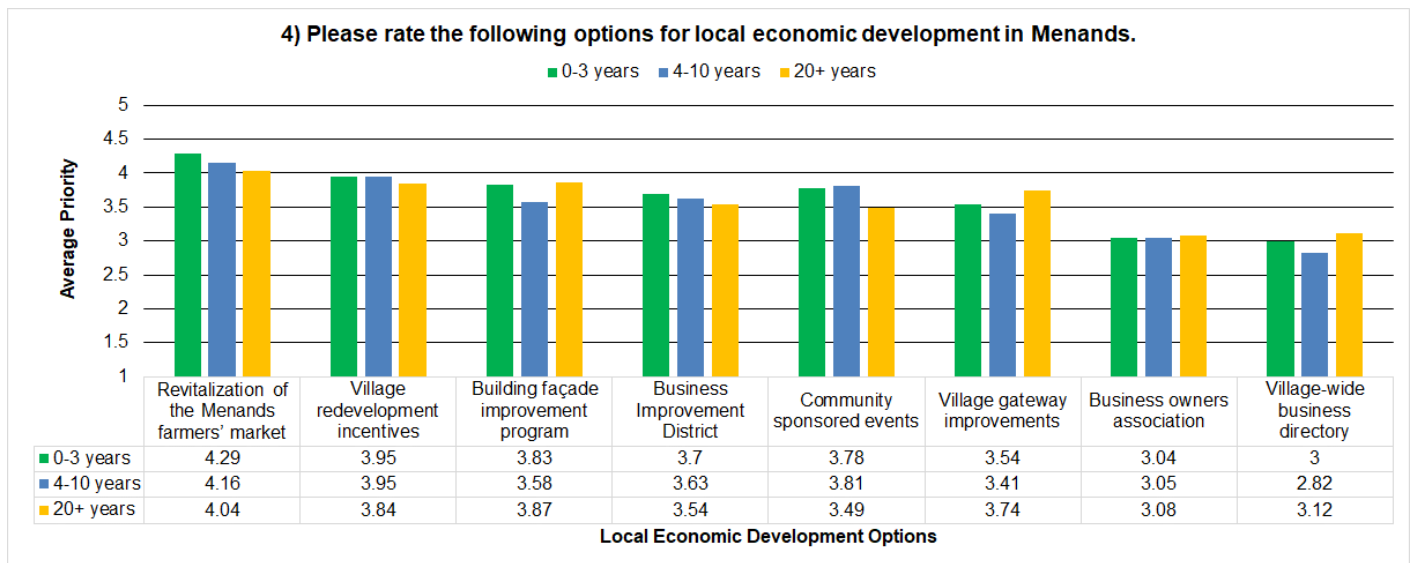 4) Please rate the following options for local economic development in Menands.
0-3 years 4-10 years 20+ years
5
4.5
4
3.5
3
2.5
2
1.5
1
Average Priority
Revitalization of
the Menands
farmers’ market
Village
redevelopment
incentives
Building façade
improvement
program
Business
Improvement
District
Community
sponsored events
Village gateway
improvements
Business owners
association
Village-wide
business
directory
0-3 years 4.29 3.95 3.83 3.7 3.78 3.54 3.04 3
4-10 years 4.16 3.95 3.58 3.63 3.81 3.41 3.05 2.82
20+ years 4.04 3.84 3.87 3.54 3.49 3.74 3.08 3.12
Local Economic Development Options